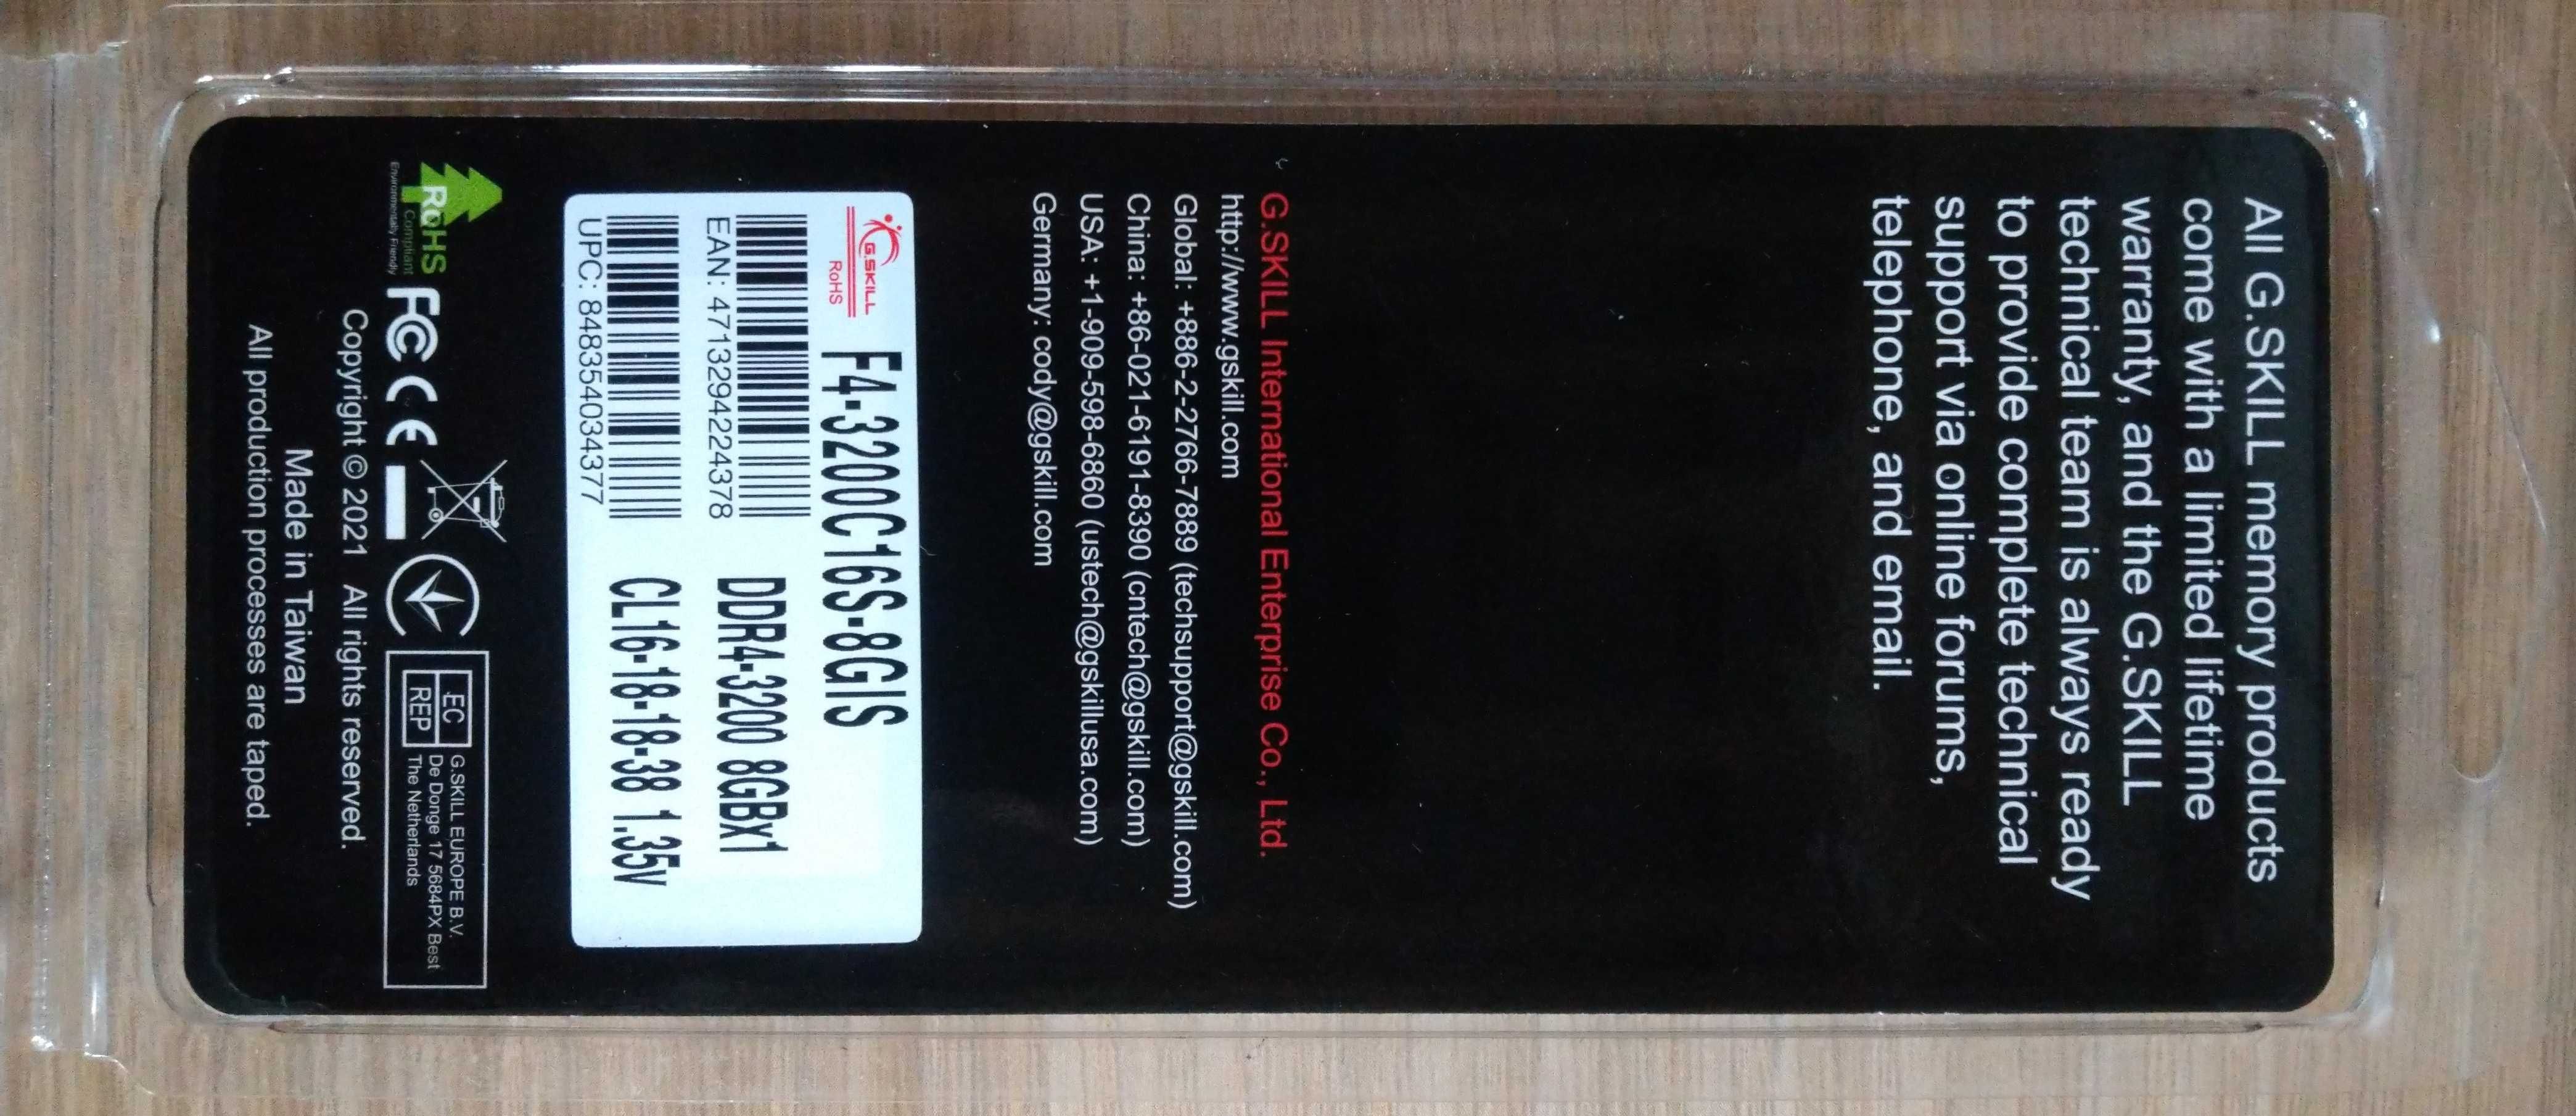 All G.SKILL memory products
come with a limited lifetime
warranty, and the G.SKILL
technical team is always ready
to provide complete technical
support via online forums,
telephone, and email.
G.SKILL International Enterprise Co., Ltd.
http://www.gskill.com
Global: +886-2-2766-7889 (techsupport@gskill.com)
China: +86-021-6191-8390 (cntech@gskill.com)
USA: +1-909-598-6860 (ustech@gskillusa.com)
Germany: cody@gskill.com
G.SKILL
RoHS
F4-3200C16S-8GIS
EAN: 4713294224378
DDR4-3200 8GBx1
UPC: 848354034377
CL16-18-18-38 1.35v
RoHS
Compliant
Environmentally Friendly
FC CE
EC REP
G.SKILL EUROPE B.V.
De Donge 17 5684PX Best
The Netherlands
Copyright © 2021 All rights reserved.
Made in Taiwan
All production processes are taped.